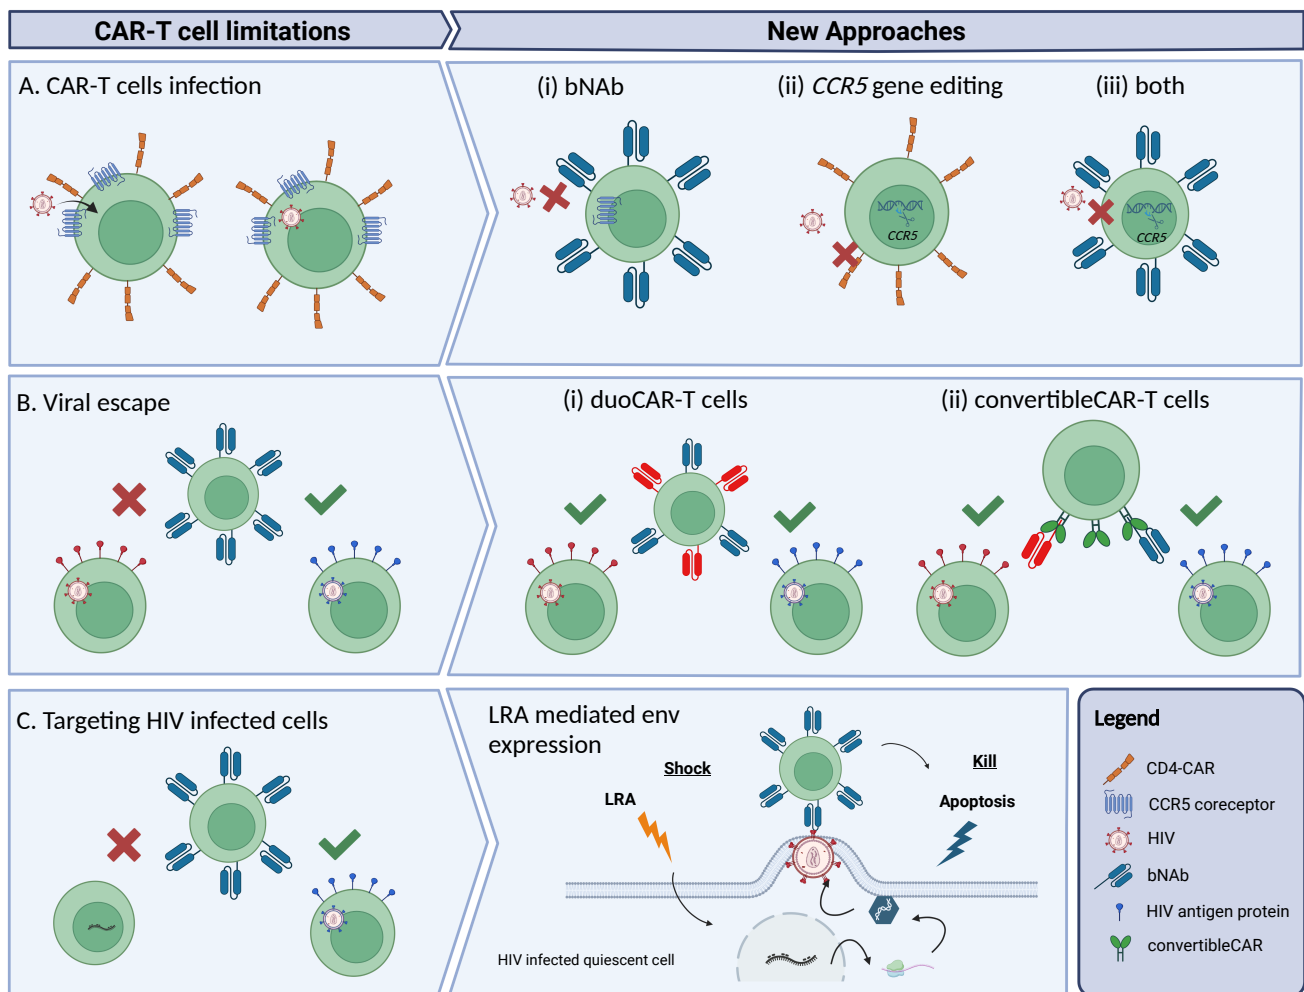 CAR-T cell limitations
New Approaches
A. CAR-T cells infection
(i) bNAb
(ii) CCR5 gene editing
(iii) both
CCR5
CCR5
B. Viral escape
(i) duoCAR-T cells
(ii) convertibleCAR-T cells
C. Targeting HIV infected cells
LRA mediated env
expression
Shock
Kill
LRA
Apoptosis
HIV infected quiescent cell
Legend
CD4-CAR
CCR5 coreceptor
HIV
bNAb
HIV antigen protein
convertibleCAR